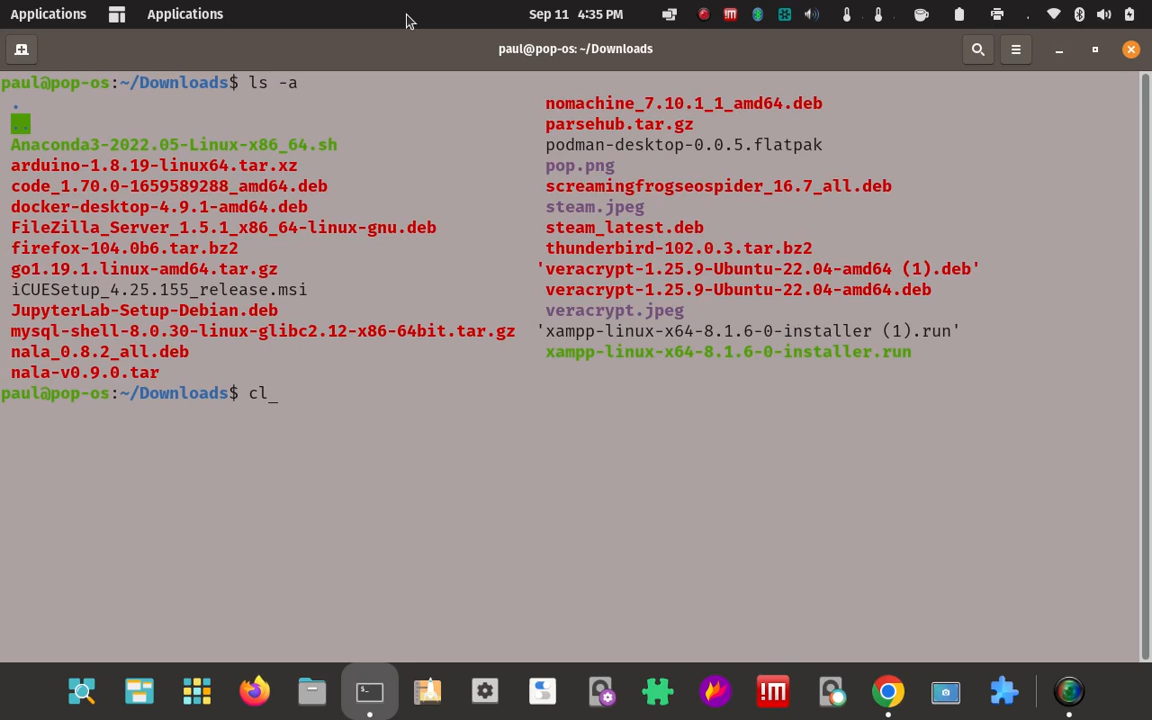 Applications Applications Sep 11 4:35 PM
paul@pop-os: ~/Downloads
paul@pop-os:~/Downloads$ ls -a
. nomachine_7.10.1_1_amd64.deb
.. parsehub.tar.gz
Anaconda3-2022.05-Linux-x86_64.sh podman-desktop-0.0.5.flatpak
arduino-1.8.19-linux64.tar.xz pop.png
code_1.70.0-1659589288_amd64.deb screamingfrogseospider_16.7_all.deb
docker-desktop-4.9.1-amd64.deb steam.jpeg
FileZilla_Server_1.5.1_x86_64-linux-gnu.deb steam_latest.deb
firefox-104.0b6.tar.bz2 thunderbird-102.0.3.tar.bz2
go1.19.1.linux-amd64.tar.gz 'veracrypt-1.25.9-Ubuntu-22.04-amd64 (1).deb'
iCUESetup_4.25.155_release.msi veracrypt-1.25.9-Ubuntu-22.04-amd64.deb
JupyterLab-Setup-Debian.deb veracrypt.jpeg
mysql-shell-8.0.30-linux-glibc2.12-x86-64bit.tar.gz 'xampp-linux-x64-8.1.6-0-installer (1).run'
nala_0.8.2_all.deb xampp-linux-x64-8.1.6-0-installer.run
nala-v0.9.0.tar
paul@pop-os:~/Downloads$ cl_
!M